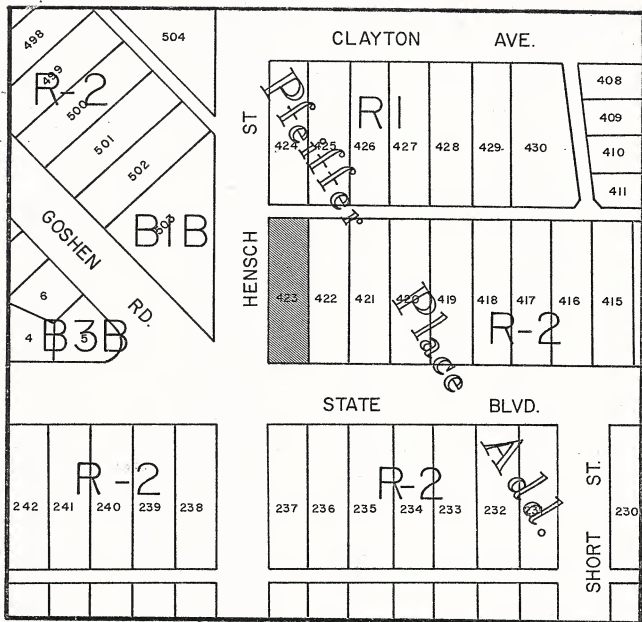 498
504
CLAYTON AVE.
R-2
499
500
Pfeiffer
R1
408
409
410
411
501
502
ST
424
425
426
427
428
429
430
503
B1B
GOSHEN
RD.
HENSCH
423
422
421
420
419
418
417
416
415
Place
R-2
6
4
5
B3B
STATE BLVD.
R-2
R-2
Add.
SHORT ST.
242
241
240
239
238
237
236
235
234
233
232
231
230